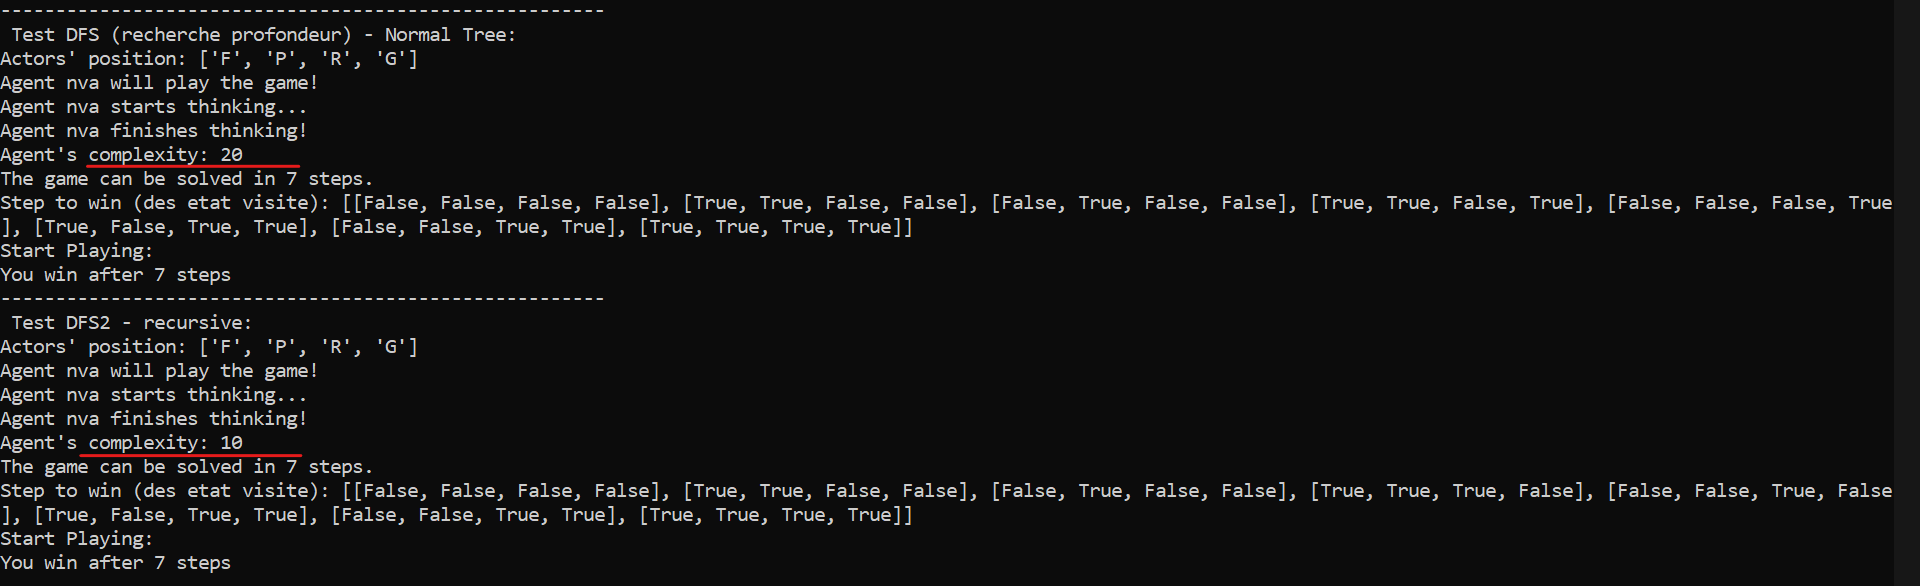 -------------------------------------------------------
 Test DFS (recherche profondeur) - Normal Tree:
Actors' position: ['F', 'P', 'R', 'G']
Agent nva will play the game!
Agent nva starts thinking...
Agent nva finishes thinking!
Agent's complexity: 20
The game can be solved in 7 steps.
Step to win (des etat visite): [[False, False, False, False], [True, True, False, False], [False, True, False, False], [True, True, False, True], [False, False, False, True
], [True, False, True, True], [False, False, True, True], [True, True, True, True]]
Start Playing:
You win after 7 steps
-------------------------------------------------------
 Test DFS2 - recursive:
Actors' position: ['F', 'P', 'R', 'G']
Agent nva will play the game!
Agent nva starts thinking...
Agent nva finishes thinking!
Agent's complexity: 10
The game can be solved in 7 steps.
Step to win (des etat visite): [[False, False, False, False], [True, True, False, False], [False, True, False, False], [True, True, True, False], [False, False, True, False
], [True, False, True, True], [False, False, True, True], [True, True, True, True]]
Start Playing:
You win after 7 steps